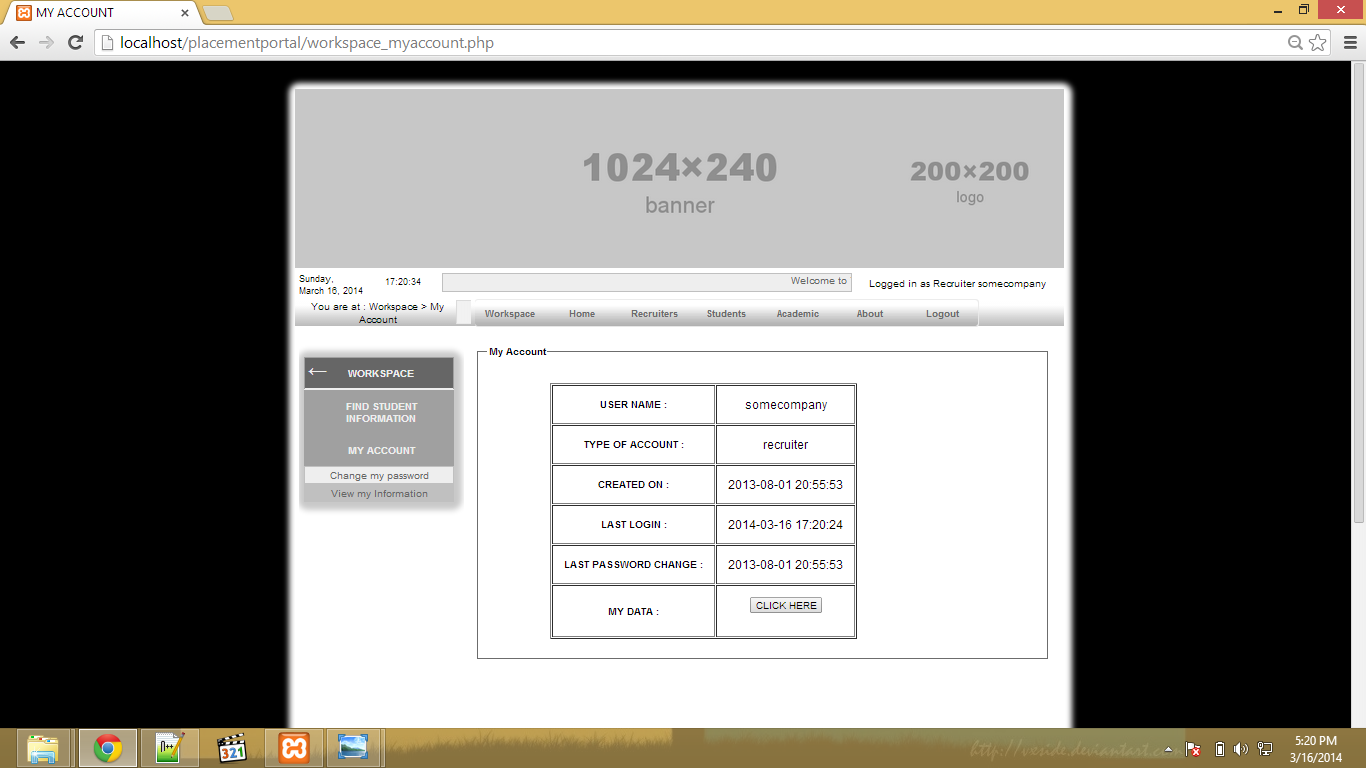 MY ACCOUNT
localhost/placementportal/workspace_myaccount.php
1024×240
banner
200×200
logo
Sunday,
March 16, 2014
17:20:34
Welcome to
Logged in as Recruiter somecompany
You are at : Workspace > My
Account
Workspace Home Recruiters Students Academic About Logout
← WORKSPACE
FIND STUDENT
INFORMATION
MY ACCOUNT
Change my password
View my Information
My Account
USER NAME : somecompany
TYPE OF ACCOUNT : recruiter
CREATED ON : 2013-08-01 20:55:53
LAST LOGIN : 2014-03-16 17:20:24
LAST PASSWORD CHANGE : 2013-08-01 20:55:53
MY DATA : CLICK HERE
321
http://veside.deviantart.com
5:20 PM
3/16/2014